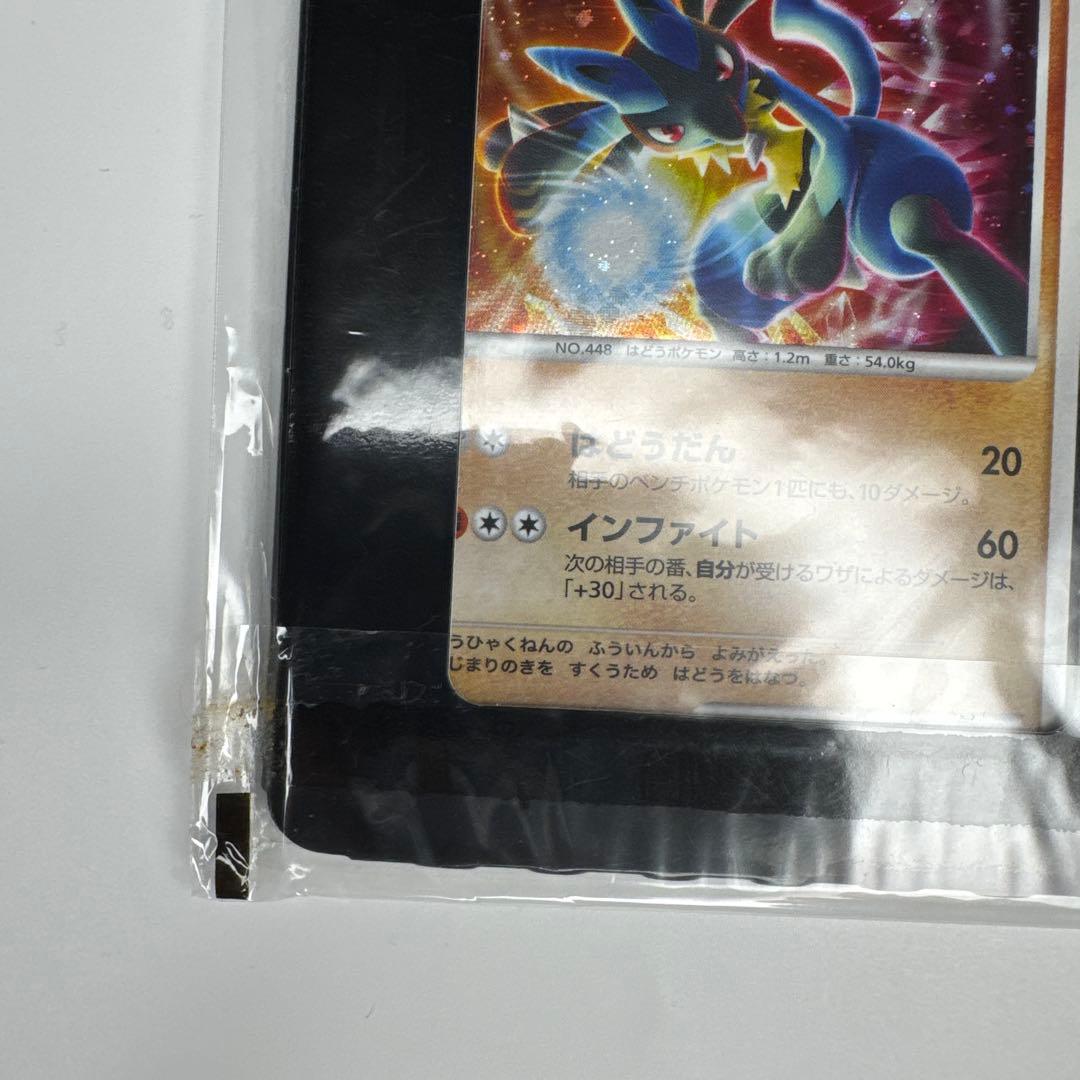 NO.448 はどうポケモン 高さ:1.2m 重さ:54.0kg
はどうだん 20
相手のベンチポケモン1匹にも、10ダメージ。
インファイト 60
次の相手の番、自分が受けるワザによるダメージは、
「+30」される。
うひゃくねんの ふういんから よみがえった。
じまりのきを すくうため はどうをはなつ。